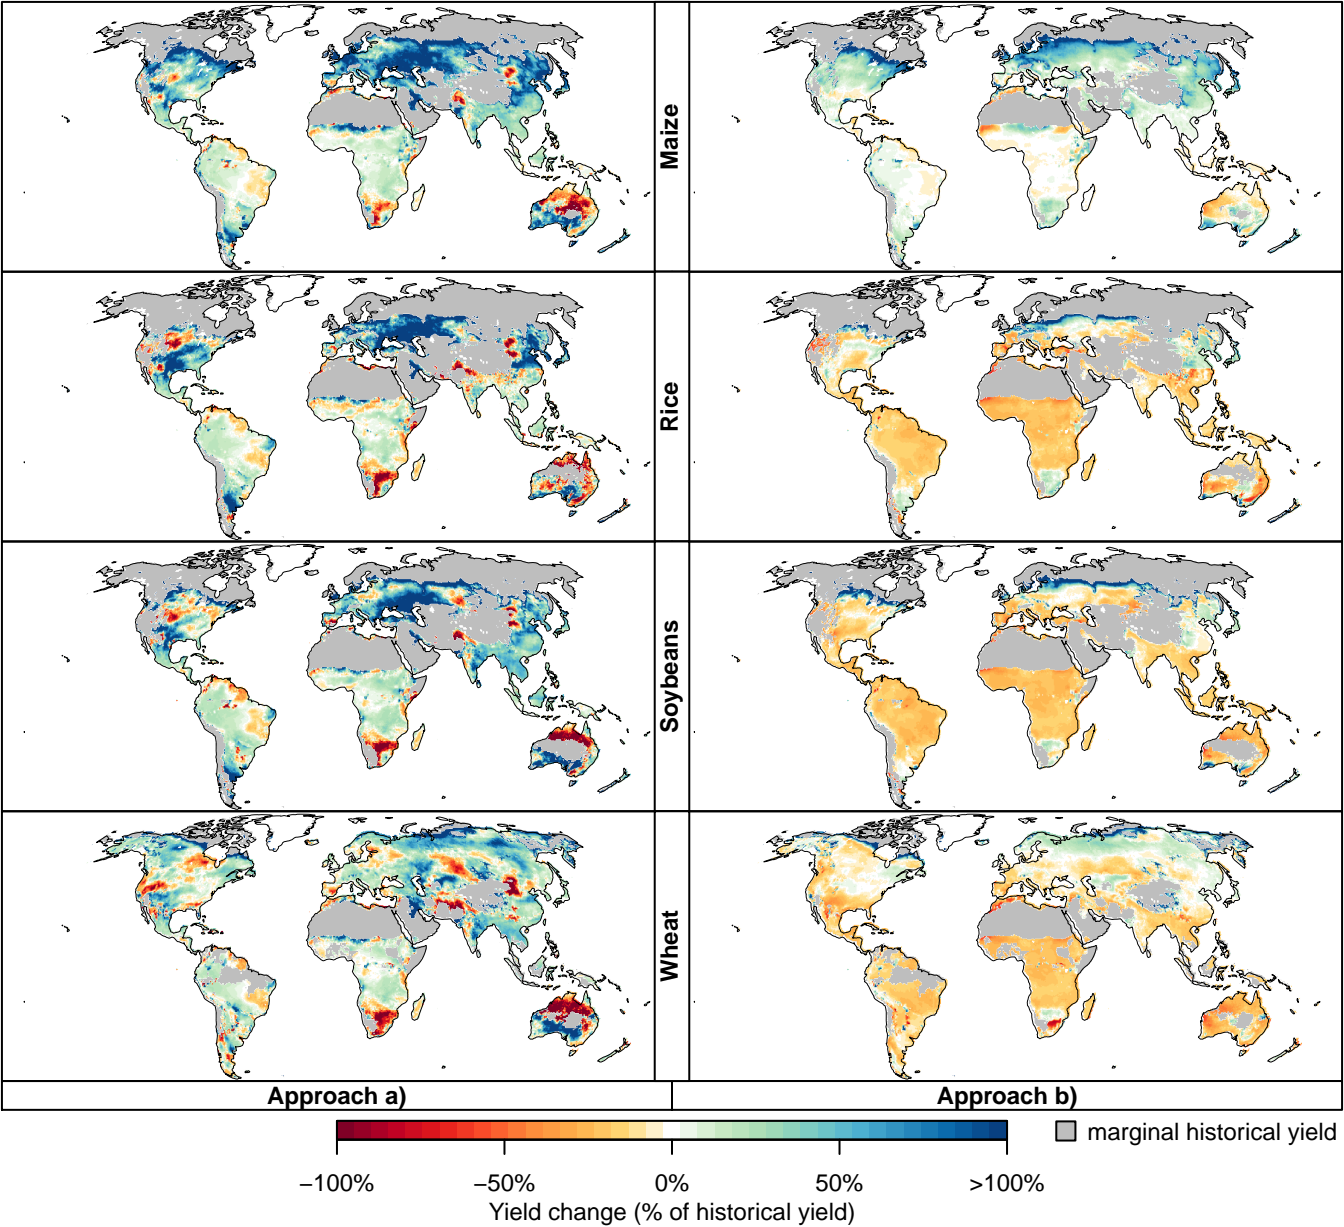 Maize
Rice
Soybeans
Wheat
Approach a)
Approach b)
marginal historical yield
−100%
−50%
0%
50%
>100%
Yield change (% of historical yield)